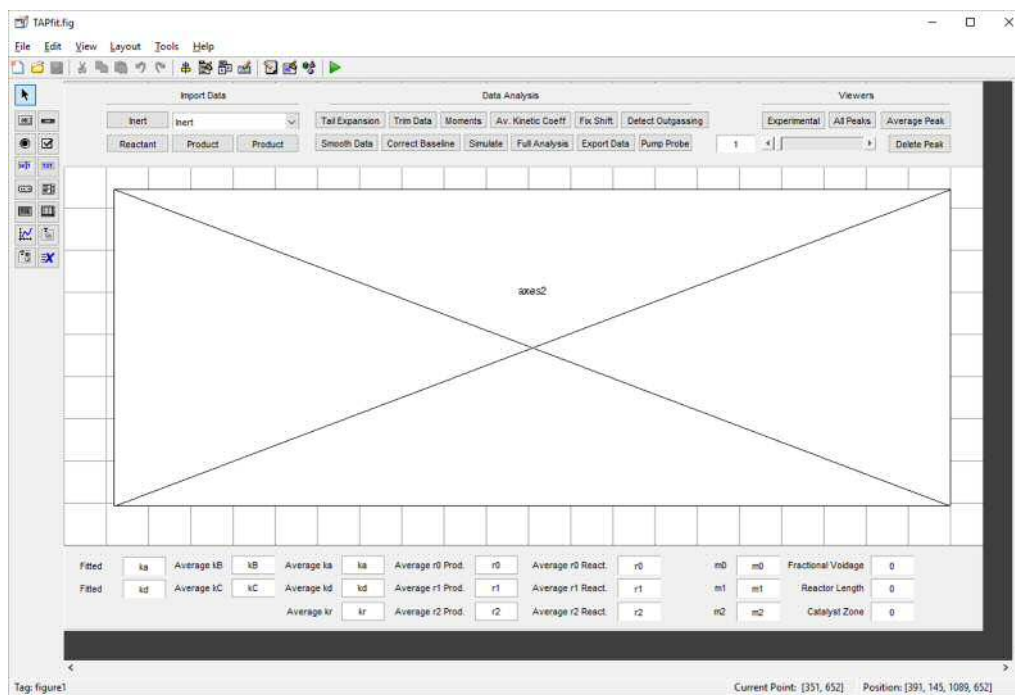 TAPfit.fig
File Edit View Layout Tools Help
Import Data Data Analysis Viewers
Inert Inert Tail Expansion Trim Data Moments Av. Kinetic Coeff Fix Shift Detect Outgassing Experimental All Peaks Average Peak
Reactant Product Product Smooth Data Correct Baseline Simulate Full Analysis Export Data Pump Probe 1 Delete Peak
axes2
Fitted ka Average kB kB Average ka ka Average r0 Prod. r0 Average r0 React. r0 m0 m0 Fractional Voidage 0
Fitted kd Average kC kC Average kd kd Average r1 Prod. r1 Average r1 React. r1 m1 m1 Reactor Length 0
Average kr kr Average r2 Prod. r2 Average r2 React. r2 m2 m2 Catalyst Zone 0
Tag: figure1 Current Point: [351, 652] Position: [391, 145, 1089, 652]